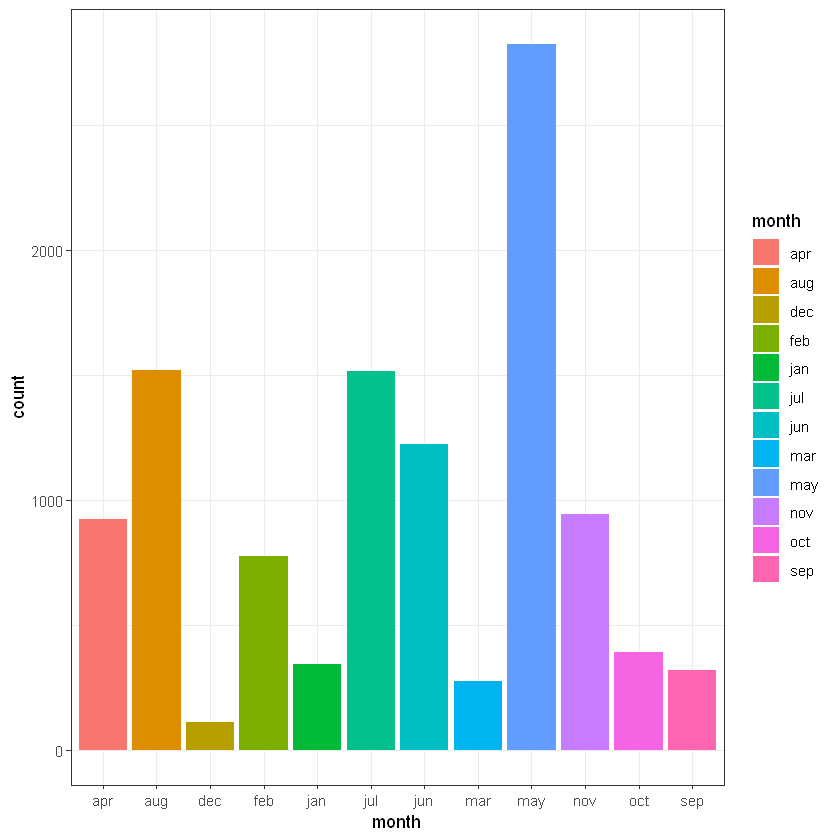 count
2000
1000
0
apr aug dec feb jan jul jun mar may nov oct sep
month
month
apr
aug
dec
feb
jan
jul
jun
mar
may
nov
oct
sep